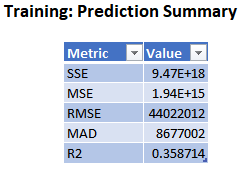 Training: Prediction Summary
Metric Value
SSE 9.47E+18
MSE 1.94E+15
RMSE 44022012
MAD 8677002
R2 0.358714